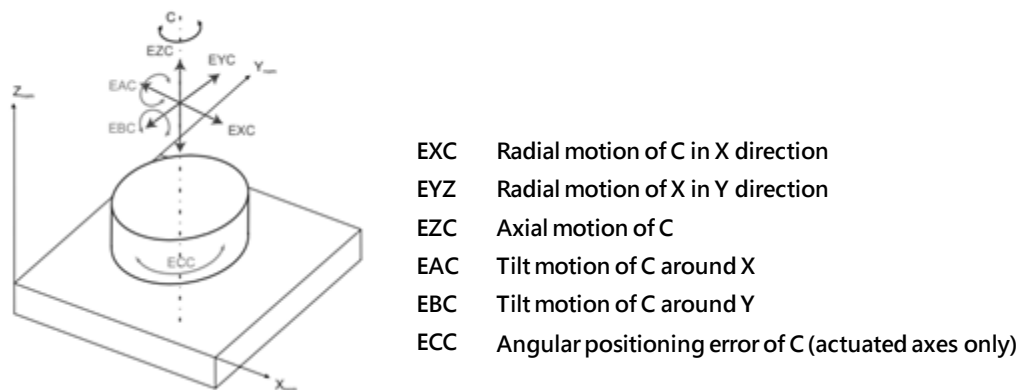 C
EZC
EYC
EAC
EBC
EXC
ECC
EXC Radial motion of C in X direction
EYZ Radial motion of X in Y direction
EZC Axial motion of C
EAC Tilt motion of C around X
EBC Tilt motion of C around Y
ECC Angular positioning error of C (actuated axes only)